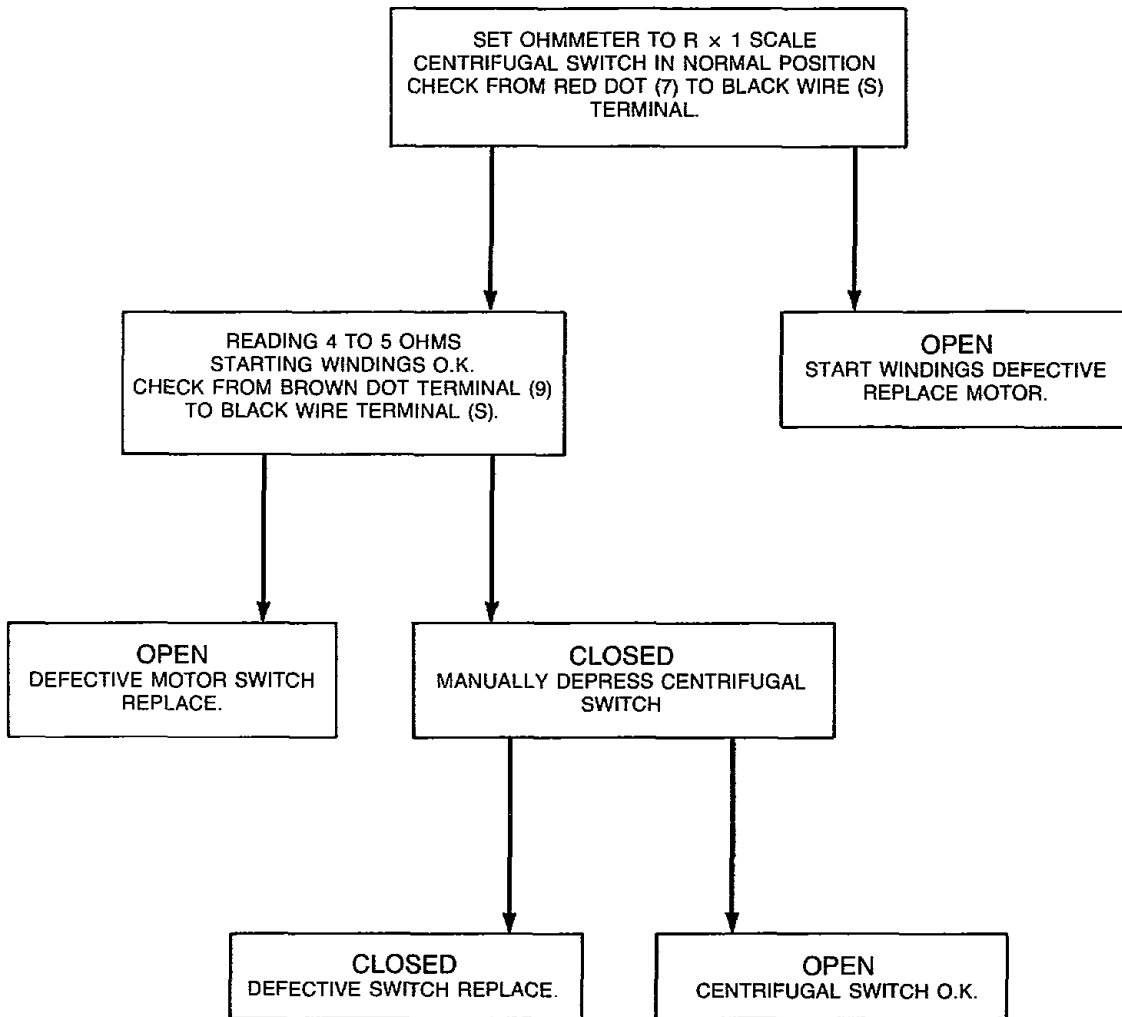 SET OHMMETER TO R × 1 SCALE
CENTRIFUGAL SWITCH IN NORMAL POSITION
CHECK FROM RED DOT (7) TO BLACK WIRE (S)
TERMINAL.
READING 4 TO 5 OHMS
STARTING WINDINGS O.K.
CHECK FROM BROWN DOT TERMINAL (9)
TO BLACK WIRE TERMINAL (S).
OPEN
START WINDINGS DEFECTIVE
REPLACE MOTOR.
OPEN
DEFECTIVE MOTOR SWITCH
REPLACE.
CLOSED
MANUALLY DEPRESS CENTRIFUGAL
SWITCH
CLOSED
DEFECTIVE SWITCH REPLACE.
OPEN
CENTRIFUGAL SWITCH O.K.